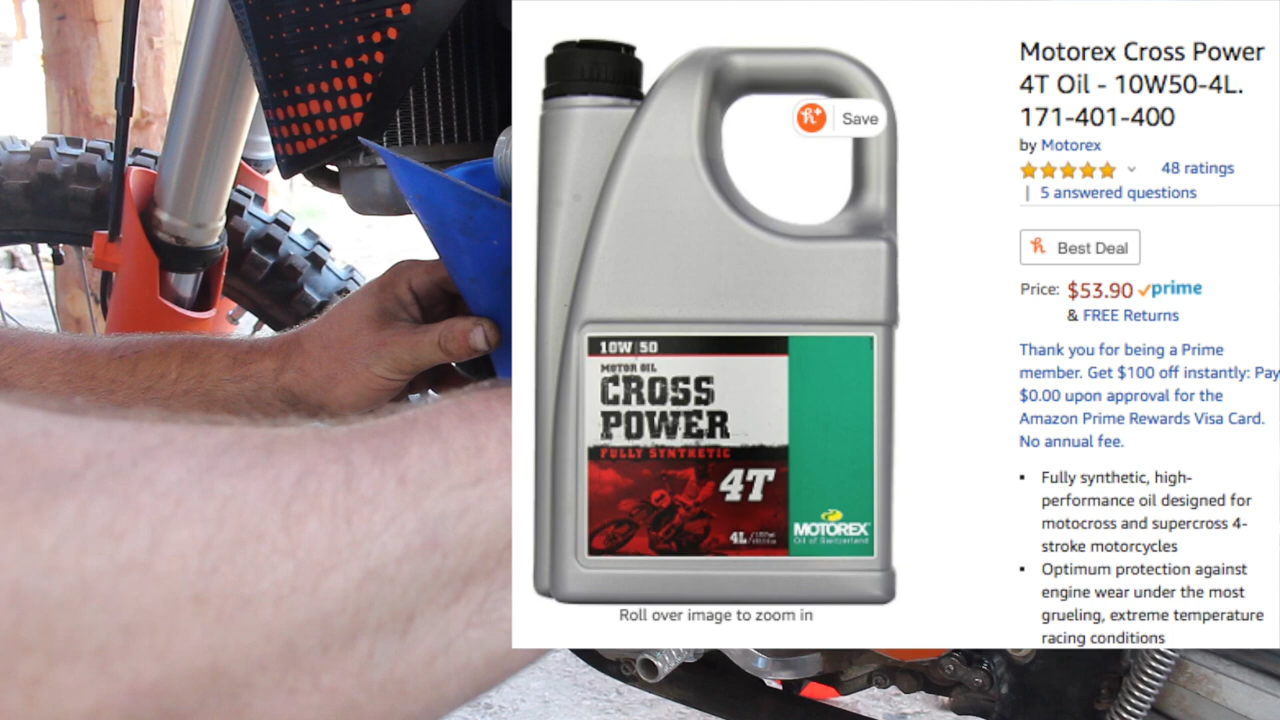 Save
10W 50
MOTOR OIL
CROSS
POWER
FULLY SYNTHETIC
4T
4L
MOTOREX
Oil of Switzerland
Roll over image to zoom in
Motorex Cross Power
4T Oil - 10W50-4L.
171-401-400
by Motorex
48 ratings
| 5 answered questions
Best Deal
Price: $53.90 prime
& FREE Returns
Thank you for being a Prime
member. Get $100 off instantly: Pay
$0.00 upon approval for the
Amazon Prime Rewards Visa Card.
No annual fee.
▪ Fully synthetic, high-
performance oil designed for
motocross and supercross 4-
stroke motorcycles
▪ Optimum protection against
engine wear under the most
grueling, extreme temperature
racing conditions